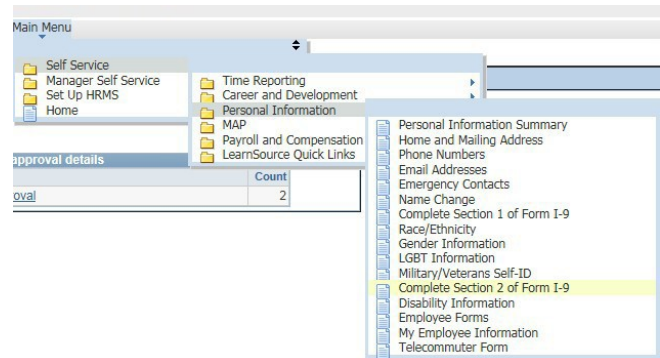 Main Menu
Self Service
Manager Self Service
Set Up HRMS
Home
Time Reporting
Career and Development
Personal Information
MAP
Payroll and Compensation
LearnSource Quick Links
Personal Information Summary
Home and Mailing Address
Phone Numbers
Email Addresses
Emergency Contacts
Name Change
Complete Section 1 of Form I-9
Race/Ethnicity
Gender Information
LGBT Information
Military/Veterans Self-ID
Complete Section 2 of Form I-9
Disability Information
Employee Forms
My Employee Information
Telecommuter Form
approval details
Count
oval 2